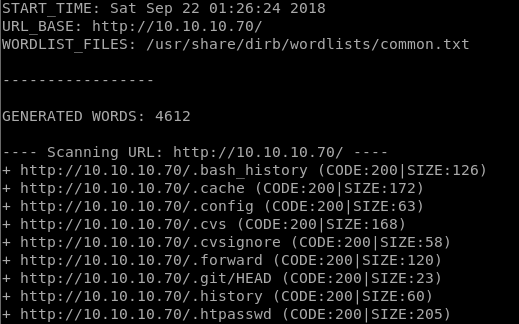 START_TIME: Sat Sep 22 01:26:24 2018
URL_BASE: http://10.10.10.70/
WORDLIST_FILES: /usr/share/dirb/wordlists/common.txt
-----------------
GENERATED WORDS: 4612
---- Scanning URL: http://10.10.10.70/ ----
+ http://10.10.10.70/.bash_history (CODE:200|SIZE:126)
+ http://10.10.10.70/.cache (CODE:200|SIZE:172)
+ http://10.10.10.70/.config (CODE:200|SIZE:63)
+ http://10.10.10.70/.cvs (CODE:200|SIZE:168)
+ http://10.10.10.70/.cvsignore (CODE:200|SIZE:58)
+ http://10.10.10.70/.forward (CODE:200|SIZE:120)
+ http://10.10.10.70/.git/HEAD (CODE:200|SIZE:23)
+ http://10.10.10.70/.history (CODE:200|SIZE:60)
+ http://10.10.10.70/.htpasswd (CODE:200|SIZE:205)